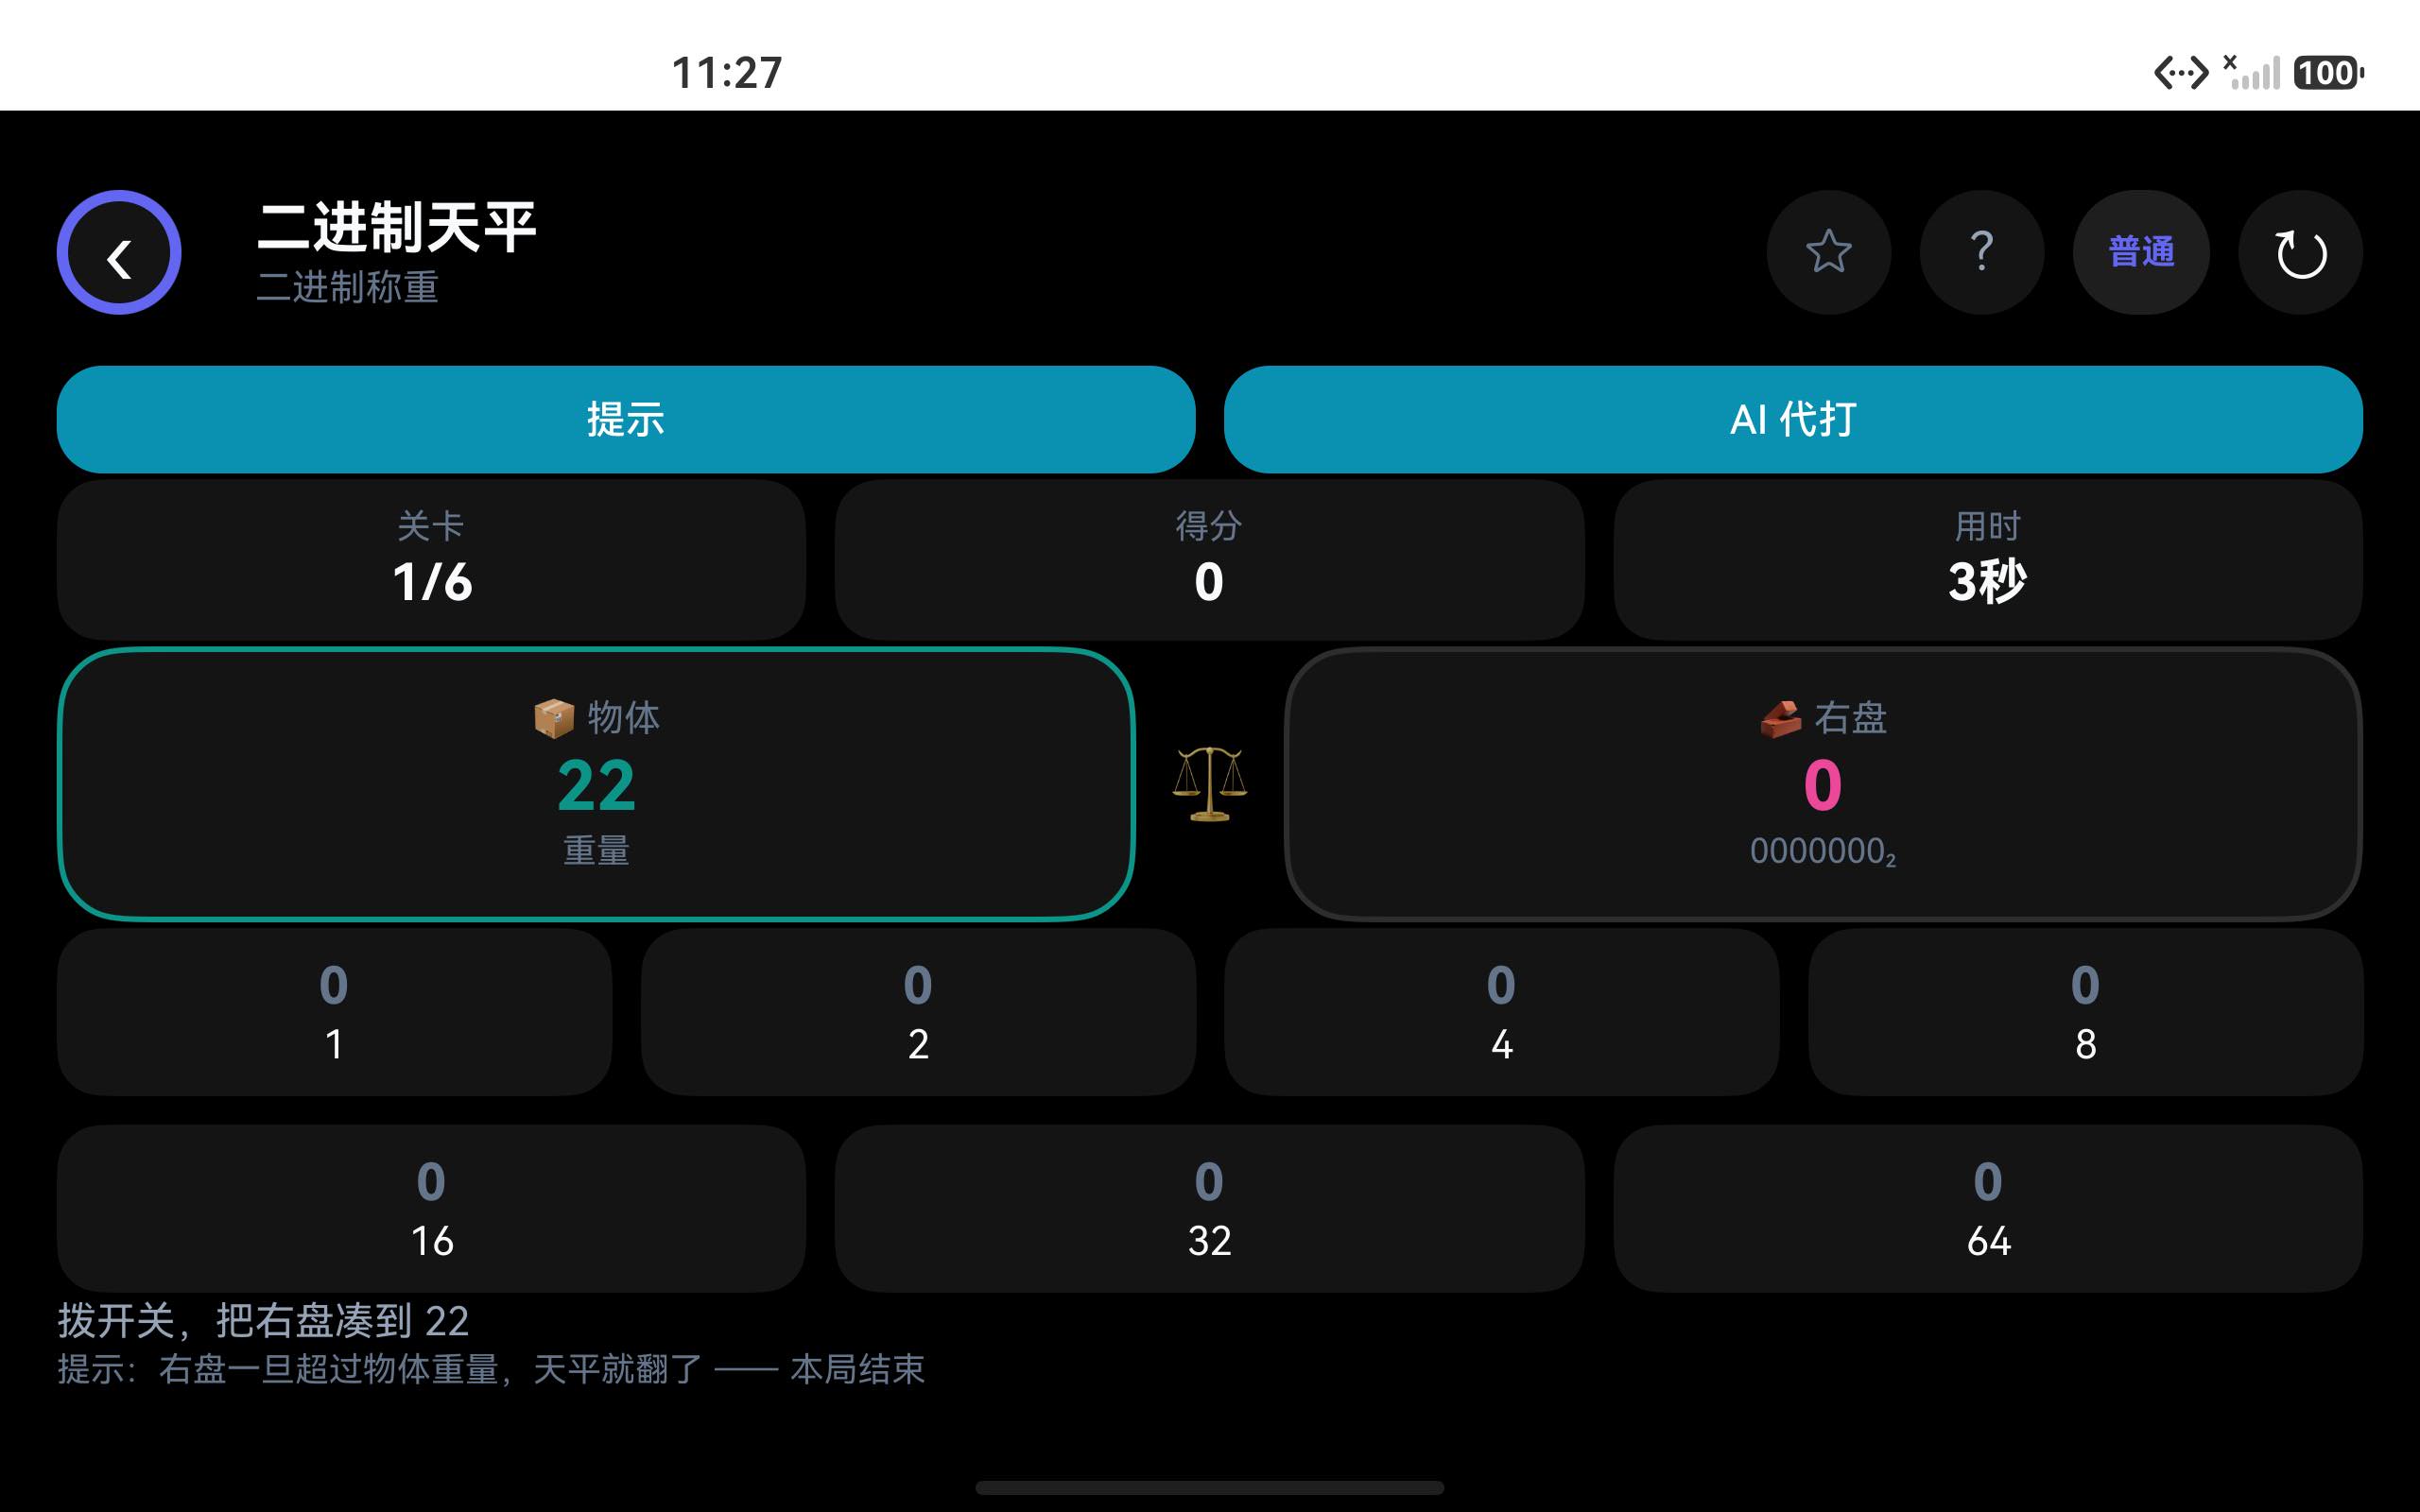 11:27
100
二进制天平
二进制称重
?
普通
提示
AI 代打
关卡
1/6
得分
0
用时
3秒
📦 物体
22
重量
🧱 右盘
0
0000000₂
0
1
0
2
0
4
0
8
0
16
0
32
0
64
拨开关，把右盘凑到 22
提示：右盘一旦超过物体重量，天平就翻了 —— 本局结束